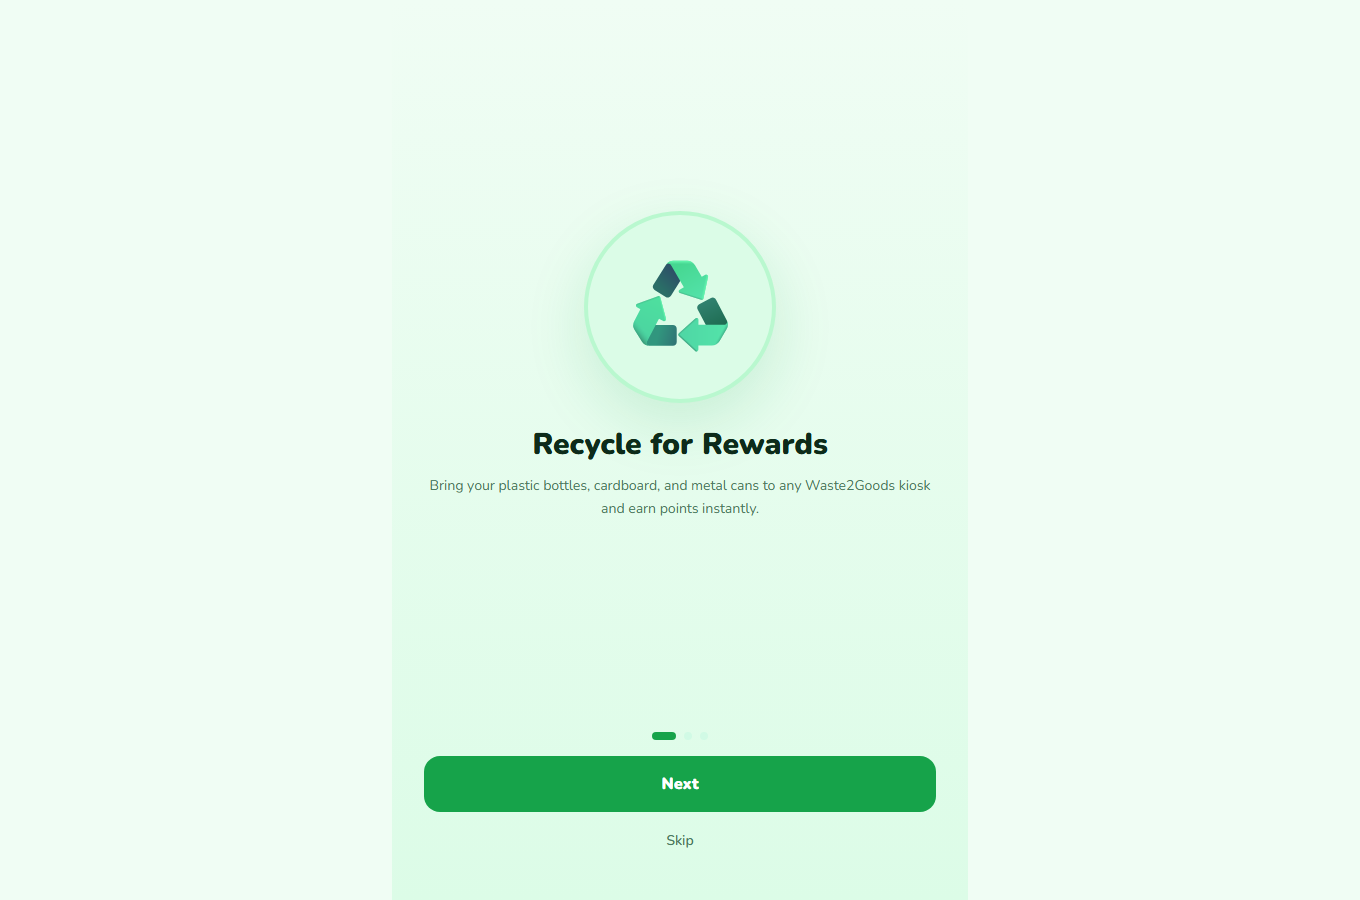 Recycle for Rewards
Bring your plastic bottles, cardboard, and metal cans to any Waste2Goods kiosk
and earn points instantly.
Next
Skip